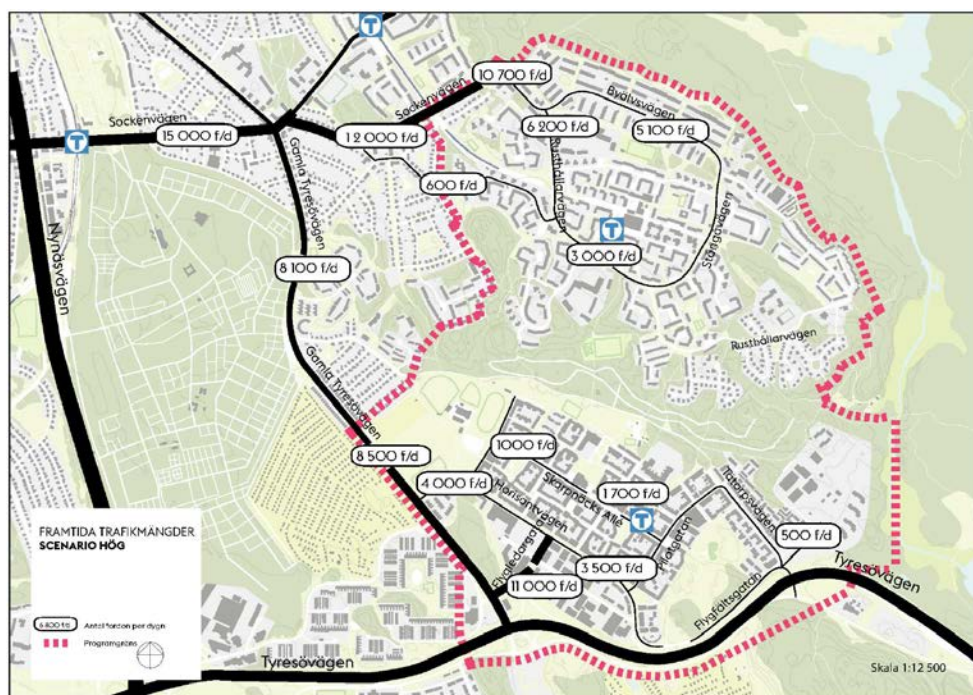 T
10 700 f/d
Sockenvägen
Byälvsvägen
Sockenvägen
15 000 f/d
12 000 f/d
6 200 f/d
5 100 f/d
T
Gamla Tyresövägen
600 f/d
Rusthållarvägen
T
Stångåvägen
3 000 f/d
Nynäsvägen
8 100 f/d
Rusthållarvägen
Gamla Tyresövägen
8 500 f/d
1000 f/d
4 000 f/d
Skarpnäcks Allé
1 700 f/d
Tatorpsvägen
Horisontvägen
T
Pilotgatan
500 f/d
Flygledargatan
3 500 f/d
11 000 f/d
Flygfältsgatan
Tyresövägen
Tyresövägen
FRAMTIDA TRAFIKMÄNGDER
SCENARIO HÖG
Antal fordon per dygn
Programgräns
Skala 1:12 500